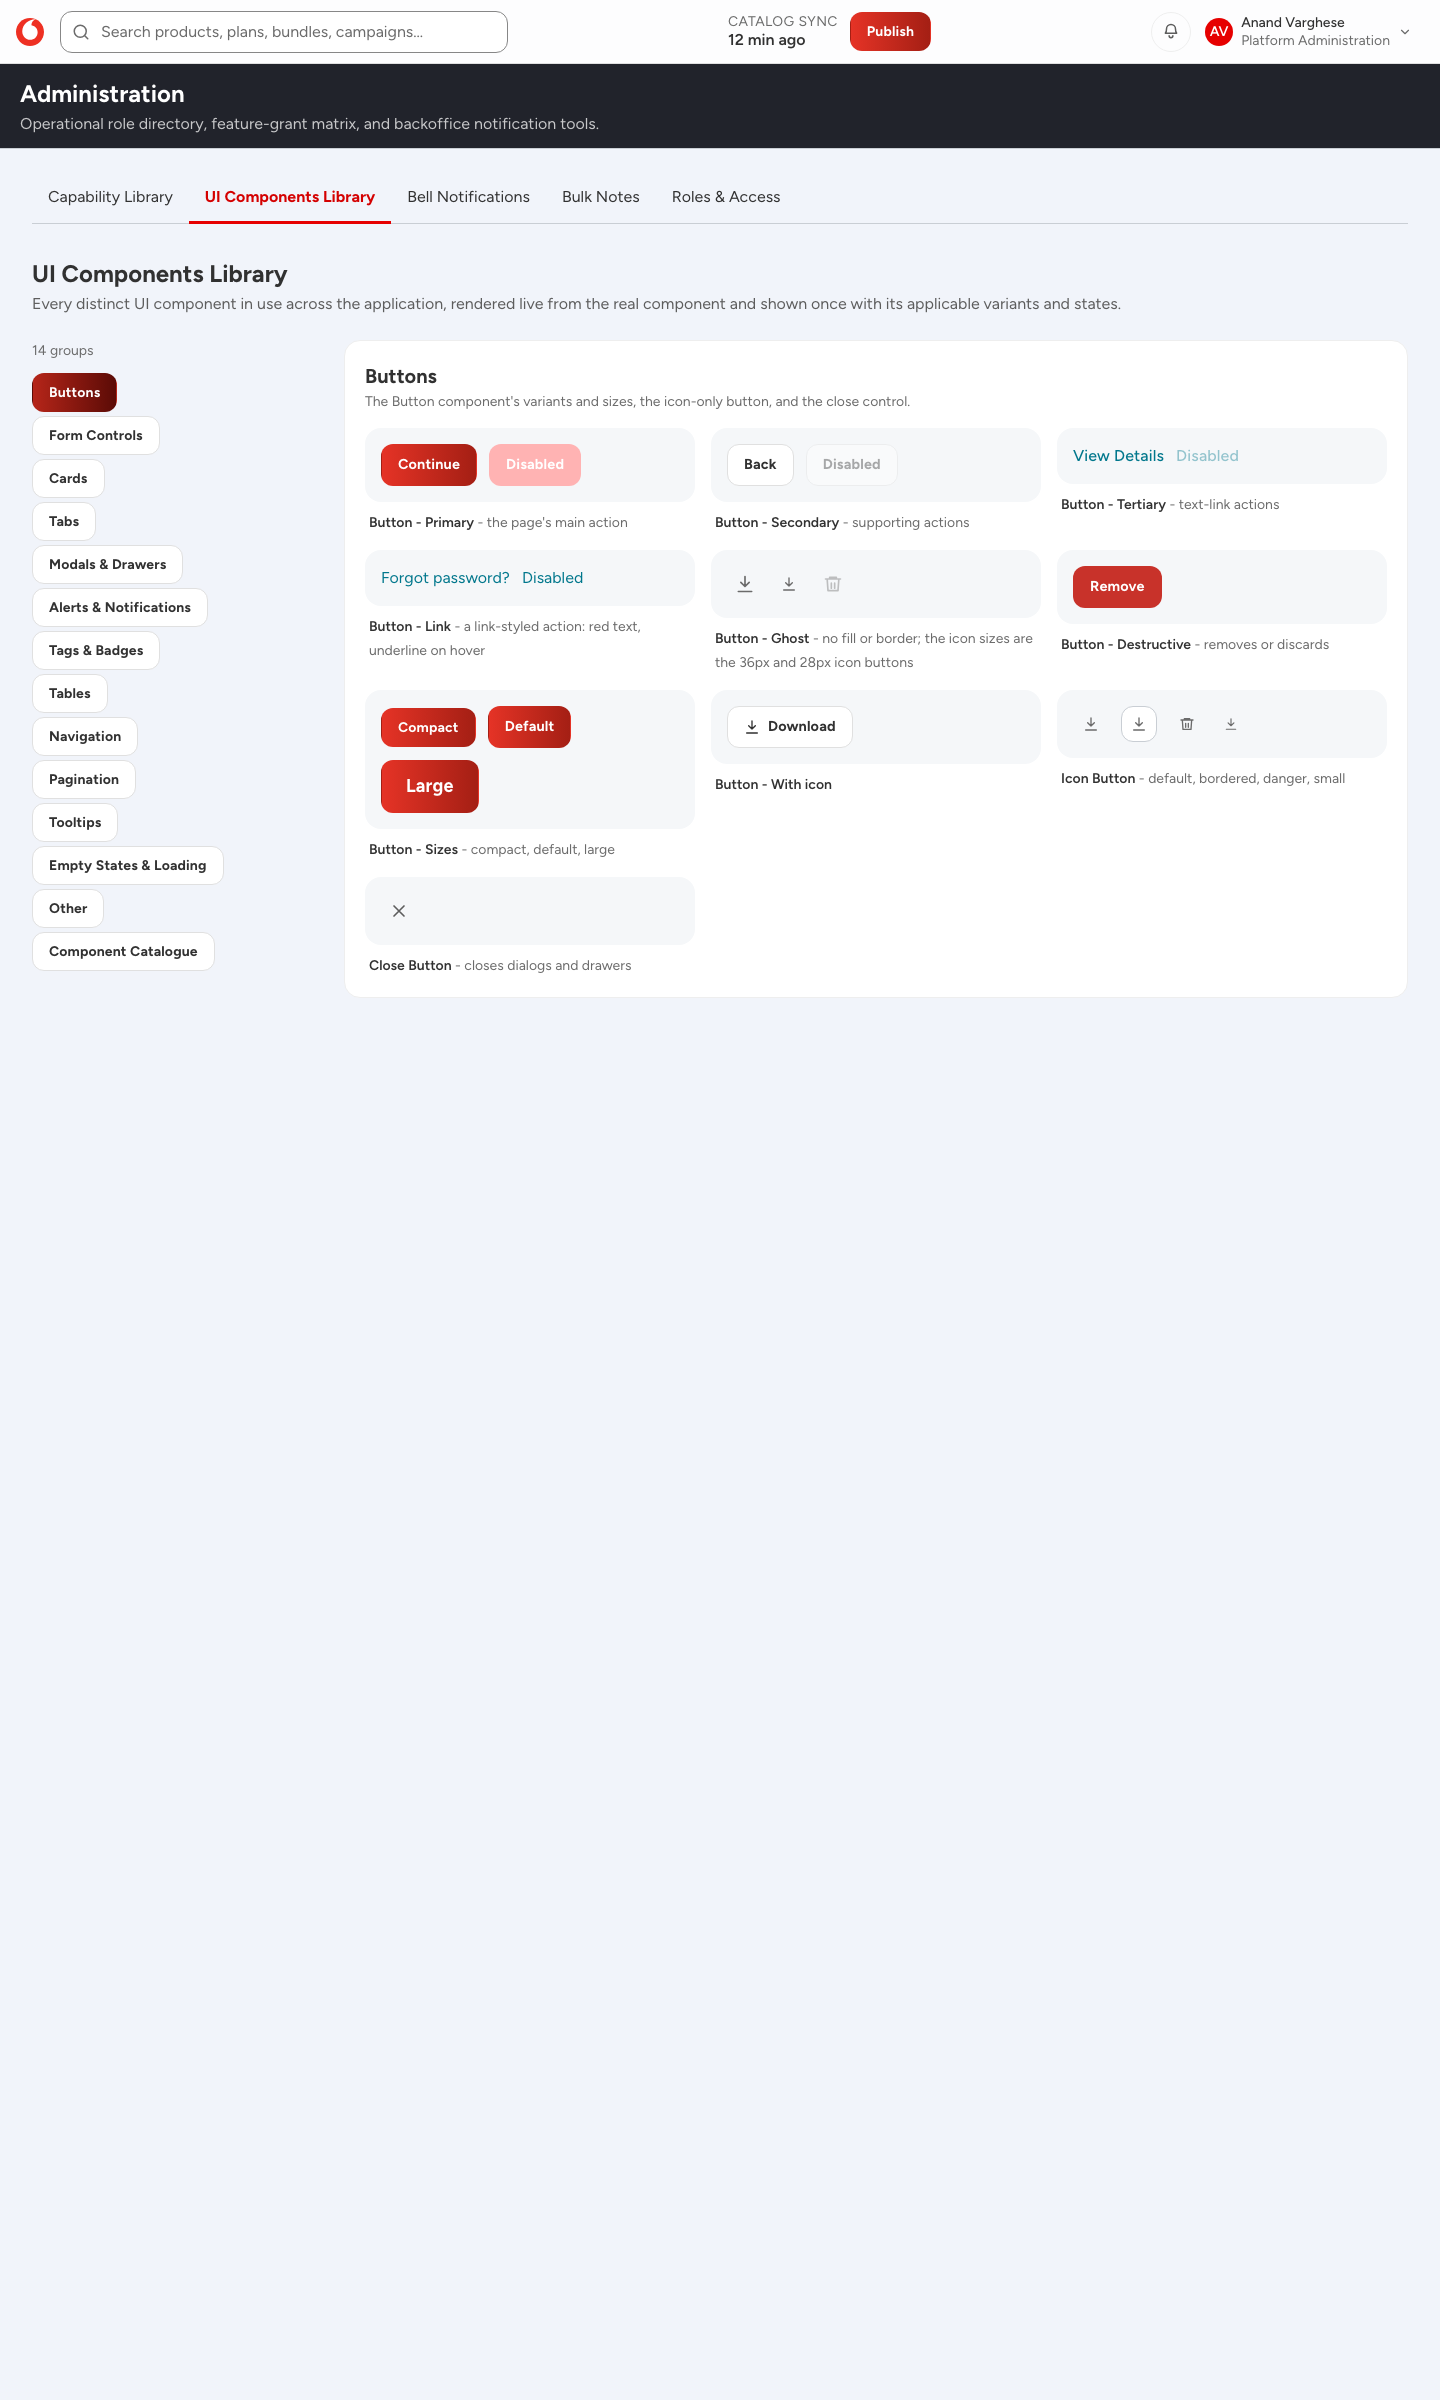 Search products, plans, bundles, campaigns...
CATALOG SYNC
12 min ago
Publish
AV
Anand Varghese
Platform Administration
Administration
Operational role directory, feature-grant matrix, and backoffice notification tools.
Capability Library
UI Components Library
Bell Notifications
Bulk Notes
Roles & Access
UI Components Library
Every distinct UI component in use across the application, rendered live from the real component and shown once with its applicable variants and states.
14 groups
Buttons
Form Controls
Cards
Tabs
Modals & Drawers
Alerts & Notifications
Tags & Badges
Tables
Navigation
Pagination
Tooltips
Empty States & Loading
Other
Component Catalogue
Buttons
The Button component's variants and sizes, the icon-only button, and the close control.
Continue
Disabled
Button - Primary - the page's main action
Back
Disabled
Button - Secondary - supporting actions
View Details
Disabled
Button - Tertiary - text-link actions
Forgot password?
Disabled
Button - Link - a link-styled action: red text,
underline on hover
Button - Ghost - no fill or border; the icon sizes are
the 36px and 28px icon buttons
Remove
Button - Destructive - removes or discards
Compact
Default
Large
Button - Sizes - compact, default, large
Download
Button - With icon
Icon Button - default, bordered, danger, small
Close Button - closes dialogs and drawers